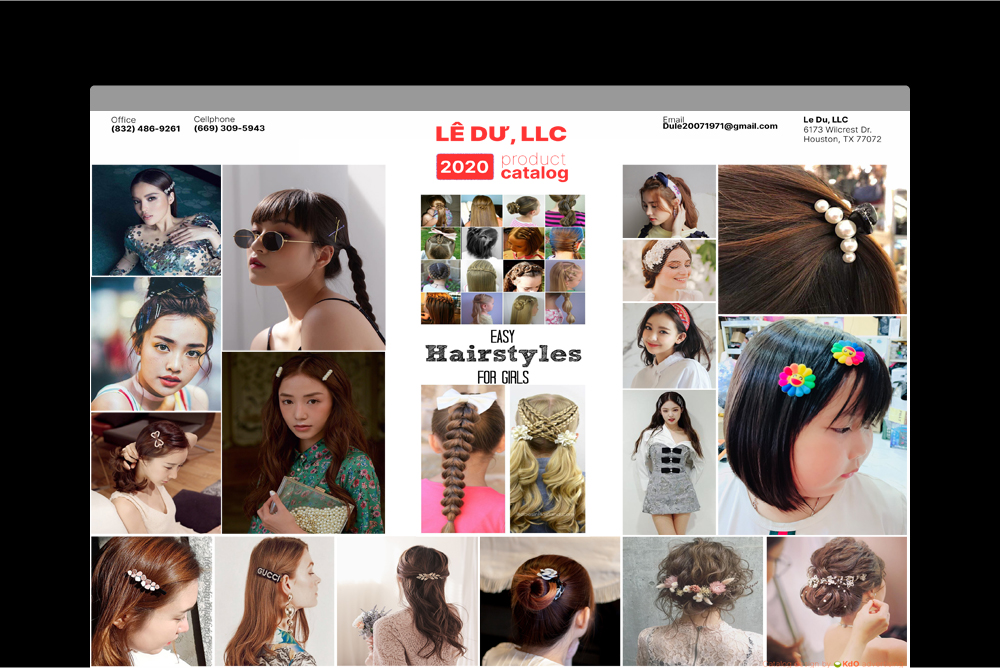 Office
(832) 486-9261
Cellphone
(669) 309-5943
LÊ DƯ, LLC
2020 product
catalog
Email
Dule20071971@gmail.com
Le Du, LLC
6173 Wilcrest Dr.
Houston, TX 77072
EASY
Hairstyles
FOR GIRLS
GUCCI
KdO